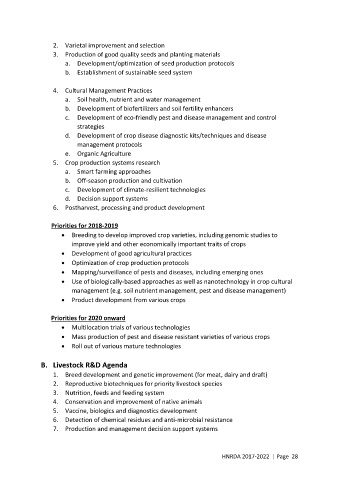 2. Varietal improvement and selection
3. Production of good quality seeds and planting materials
a. Development/optimization of seed production protocols
b. Establishment of sustainable seed system
4. Cultural Management Practices
a. Soil health, nutrient and water management
b. Development of biofertilizers and soil fertility enhancers
c. Development of eco-friendly pest and disease management and control
strategies
d. Development of crop disease diagnostic kits/techniques and disease
management protocols
e. Organic Agriculture
5. Crop production systems research
a. Smart farming approaches
b. Off-season production and cultivation
c. Development of climate-resilient technologies
d. Decision support systems
6. Postharvest, processing and product development
Priorities for 2018-2019
• Breeding to develop improved crop varieties, including genomic studies to
improve yield and other economically important traits of crops
• Development of good agricultural practices
• Optimization of crop production protocols
• Mapping/surveillance of pests and diseases, including emerging ones
• Use of biologically-based approaches as well as nanotechnology in crop cultural
management (e.g. soil nutrient management, pest and disease management)
• Product development from various crops
Priorities for 2020 onward
• Multilocation trials of various technologies
• Mass production of pest and disease resistant varieties of various crops
• Roll out of various mature technologies
B. Livestock R&D Agenda
1. Breed development and genetic improvement (for meat, dairy and draft)
2. Reproductive biotechniques for priority livestock species
3. Nutrition, feeds and feeding system
4. Conservation and improvement of native animals
5. Vaccine, biologics and diagnostics development
6. Detection of chemical residues and anti-microbial resistance
7. Production and management decision support systems
HNRDA 2017-2022 | Page 28